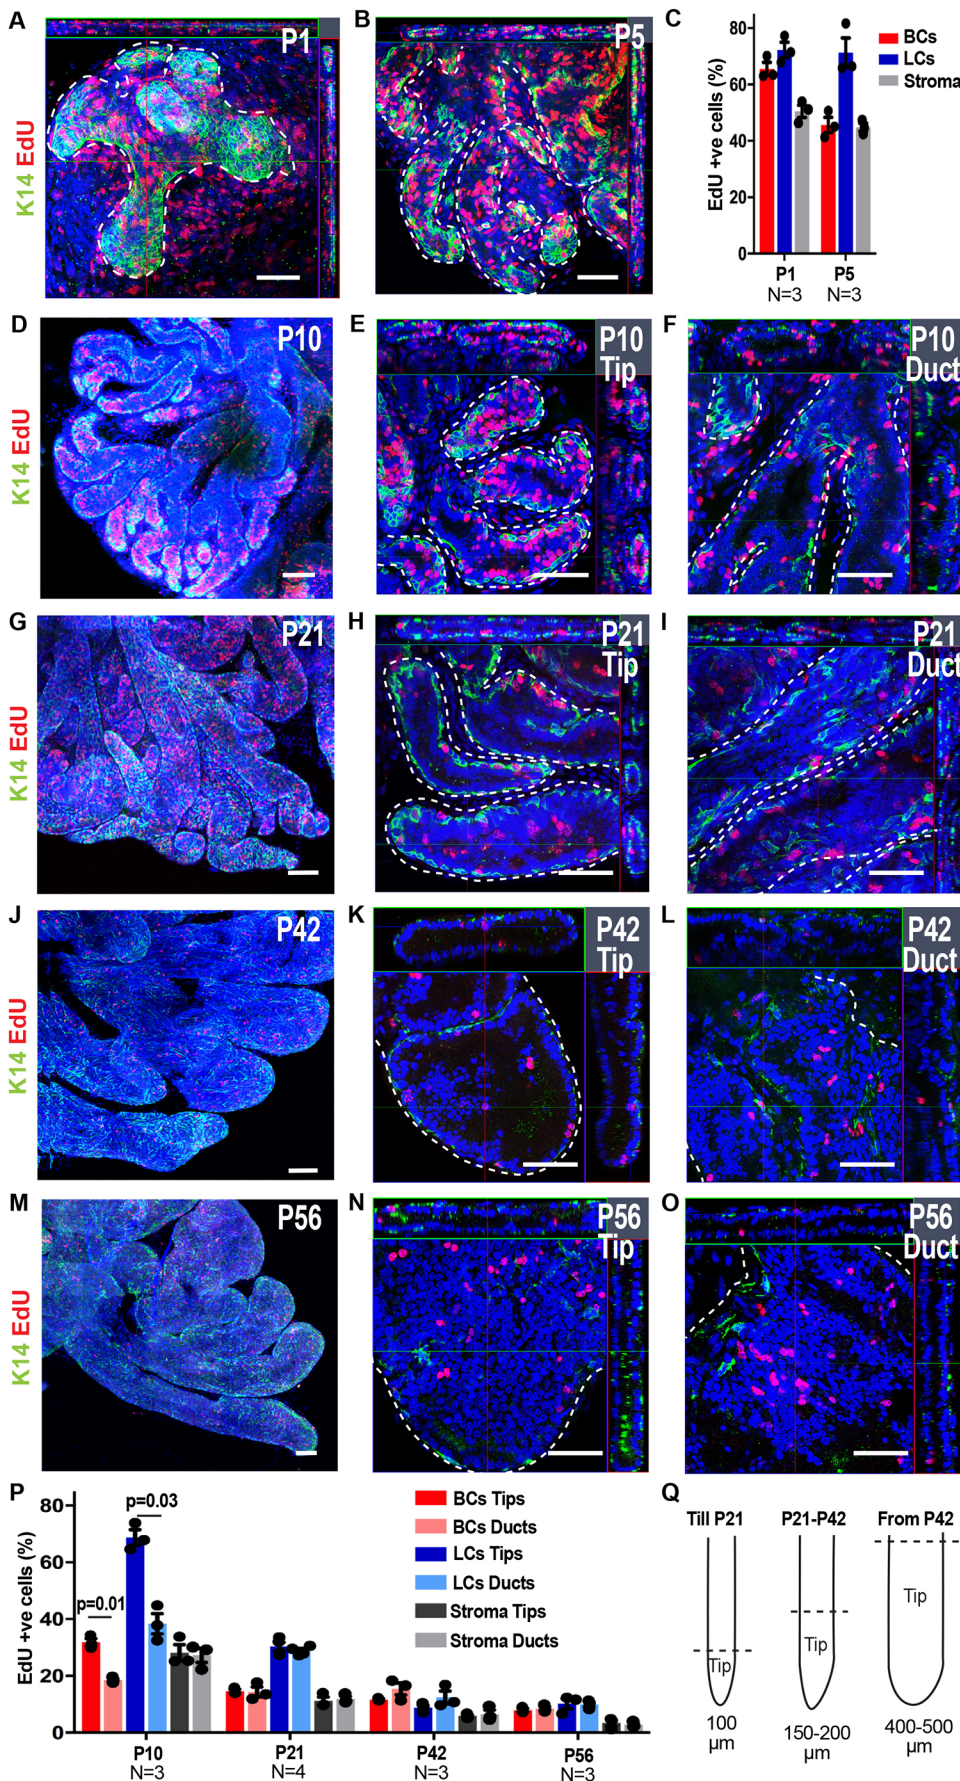 A
P1
K14 EdU
B
P5
C
EdU +ve cells (%)
80
60
40
20
0
BCs
LCs
Stroma
P1
P5
N=3
N=3
D
P10
K14 EdU
E
P10
Tip
F
P10
Duct
G
P21
K14 EdU
H
P21
Tip
I
P21
Duct
J
P42
K14 EdU
K
P42
Tip
L
P42
Duct
M
P56
K14 EdU
N
P56
Tip
O
P56
Duct
P
EdU +ve cells (%)
80
60
40
20
0
p=0.01
p=0.03
BCs Tips
BCs Ducts
LCs Tips
LCs Ducts
Stroma Tips
Stroma Ducts
P10
P21
P42
P56
N=3
N=4
N=3
N=3
Q
Till P21
P21-P42
From P42
Tip
Tip
Tip
100
µm
150-200
µm
400-500
µm